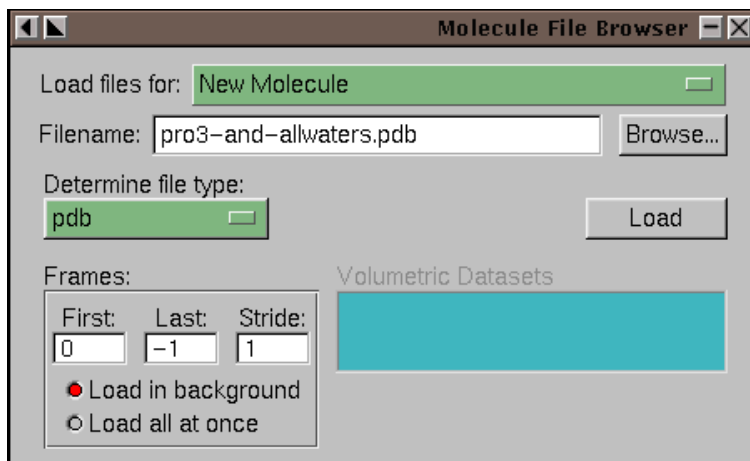 Molecule File Browser
Load files for: New Molecule
Filename: pro3-and-allwaters.pdb Browse...
Determine file type:
pdb Load
Frames: Volumetric Datasets
First: Last: Stride:
0 -1 1
Load in background
Load all at once